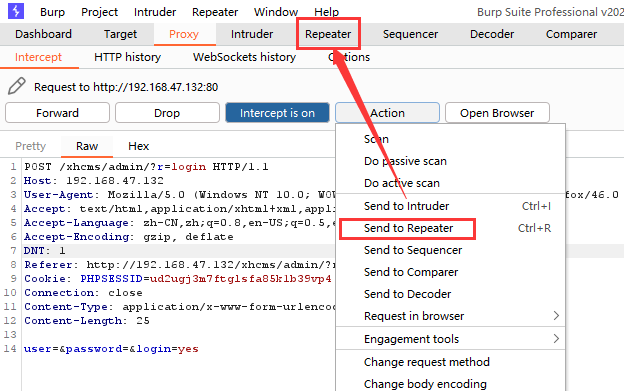 Burp Project Intruder Repeater Window Help Burp Suite Professional v202
Dashboard Target Proxy Intruder Repeater Sequencer Decoder Comparer
Intercept HTTP history WebSockets history Options
Request to http://192.168.47.132:80
Forward Drop Intercept is on Action Open Browser
Pretty Raw Hex
1 POST /xhcms/admin/?r=login HTTP/1.1
2 Host: 192.168.47.132
3 User-Agent: Mozilla/5.0 (Windows NT 10.0; WOW fox/46.0
4 Accept: text/html,application/xhtml+xml,appli
5 Accept-Language: zh-CN,zh;q=0.8,en-US;q=0.5,e
6 Accept-Encoding: gzip, deflate
7 DNT: 1
8 Referer: http://192.168.47.132/xhcms/admin/?r
9 Cookie: PHPSESSID=ud2ugj3m7ftglsfa85k1b39vp4
10 Connection: close
11 Content-Type: application/x-www-form-urlencod
12 Content-Length: 25
13
14 user=&password=&login=yes
Scan
Do passive scan
Do active scan
Send to Intruder Ctrl+I
Send to Repeater Ctrl+R
Send to Sequencer
Send to Comparer
Send to Decoder
Request in browser
Engagement tools
Change request method
Change body encoding